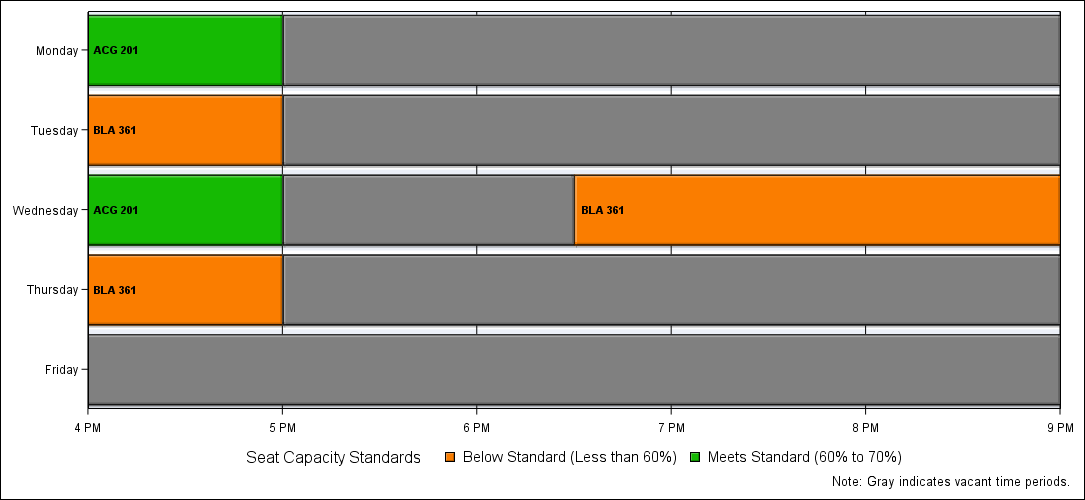 Monday
ACG 201
Tuesday
BLA 361
Wednesday
ACG 201
BLA 361
Thursday
BLA 361
Friday
4 PM 5 PM 6 PM 7 PM 8 PM 9 PM
Seat Capacity Standards Below Standard (Less than 60%) Meets Standard (60% to 70%)
Note: Gray indicates vacant time periods.